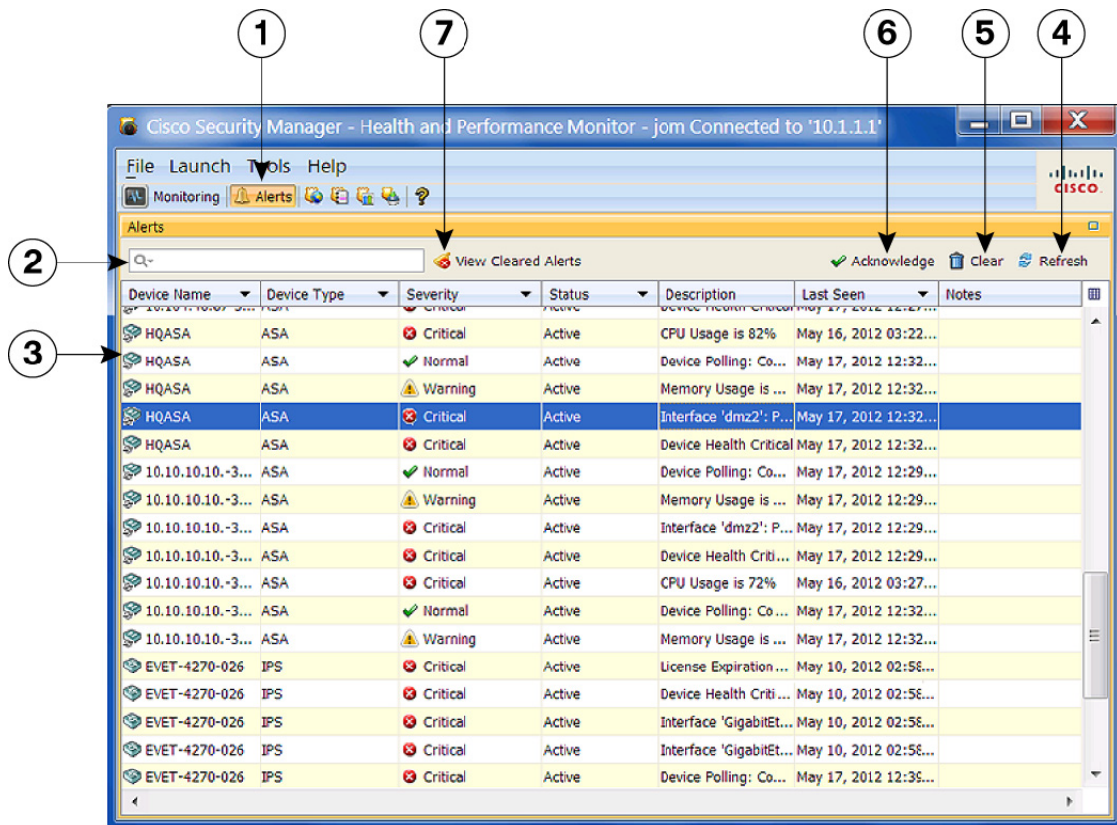 1 7 6 5 4
Cisco Security Manager - Health and Performance Monitor - jom Connected to '10.1.1.1'
File Launch Tools Help
CISCO
Monitoring Alerts
Alerts
2 View Cleared Alerts Acknowledge Clear Refresh
Device Name Device Type Severity Status Description Last Seen Notes
Critical Active Device Health Critical May 17, 2012 12:27...
HQASA ASA Critical Active CPU Usage is 82% May 16, 2012 03:22...
3 HQASA ASA Normal Active Device Polling: Co... May 17, 2012 12:32...
HQASA ASA Warning Active Memory Usage is ... May 17, 2012 12:32...
HQASA ASA Critical Active Interface 'dmz2': P... May 17, 2012 12:32...
HQASA ASA Critical Active Device Health Critical May 17, 2012 12:32...
10.10.10.10.-3... ASA Normal Active Device Polling: Co... May 17, 2012 12:29...
10.10.10.10.-3... ASA Warning Active Memory Usage is ... May 17, 2012 12:29...
10.10.10.10.-3... ASA Critical Active Interface 'dmz2': P... May 17, 2012 12:29...
10.10.10.10.-3... ASA Critical Active Device Health Criti... May 17, 2012 12:29...
10.10.10.10.-3... ASA Critical Active CPU Usage is 72% May 16, 2012 03:27...
10.10.10.10.-3... ASA Normal Active Device Polling: Co... May 17, 2012 12:32...
10.10.10.10.-3... ASA Warning Active Memory Usage is ... May 17, 2012 12:32...
EVET-4270-026 IPS Critical Active License Expiration ... May 10, 2012 02:58...
EVET-4270-026 IPS Critical Active Device Health Criti... May 10, 2012 02:58...
EVET-4270-026 IPS Critical Active Interface 'GigabitEt... May 10, 2012 02:58...
EVET-4270-026 IPS Critical Active Interface 'GigabitEt... May 10, 2012 02:58...
EVET-4270-026 IPS Critical Active Device Polling: Co... May 17, 2012 12:39...